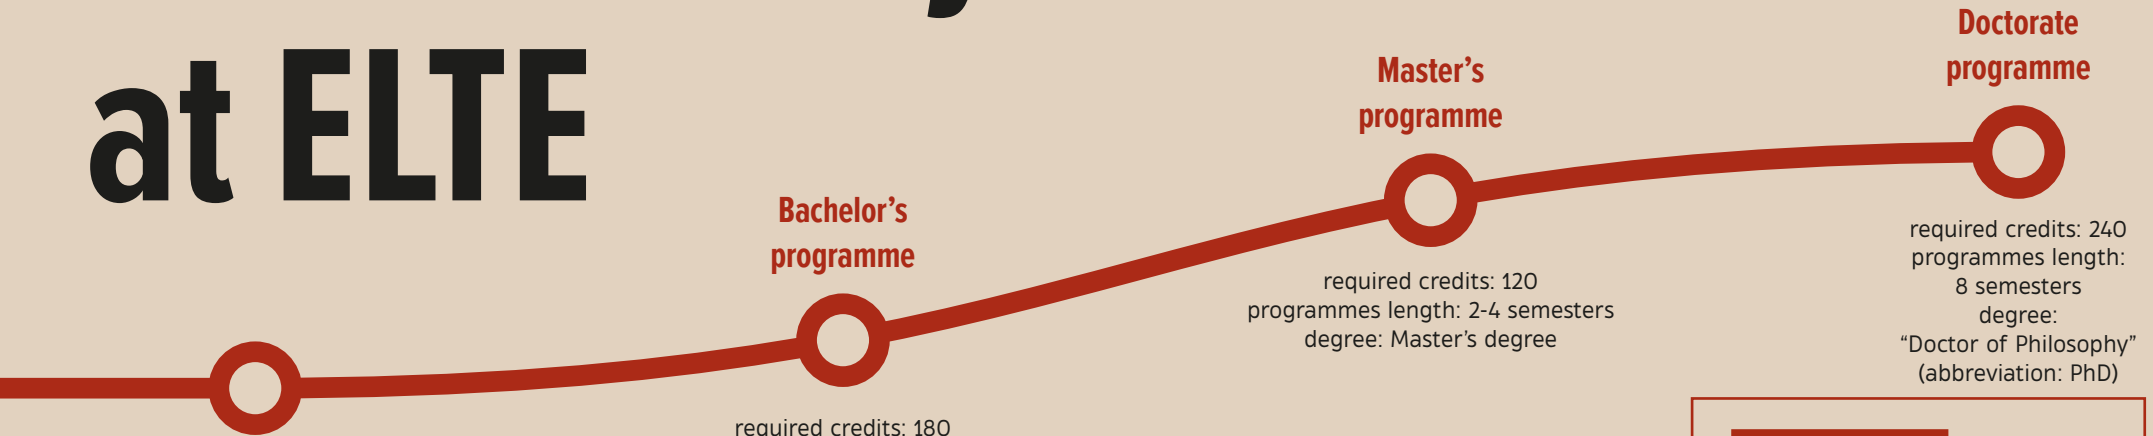 at ELTE
Bachelor's
programme
required credits: 180
Master's
programme
required credits: 120
programmes length: 2-4 semesters
degree: Master's degree
Doctorate
programme
required credits: 240
programmes length:
8 semesters
degree:
“Doctor of Philosophy”
(abbreviation: PhD)